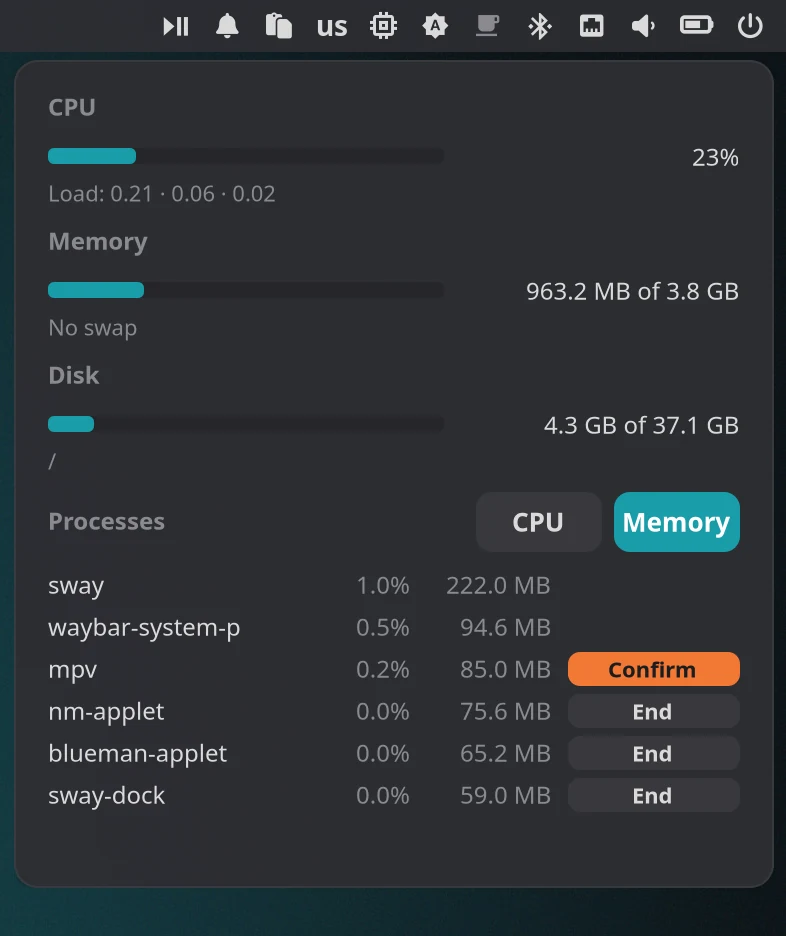 us
A
CPU
23%
Load: 0.21 · 0.06 · 0.02
Memory
963.2 MB of 3.8 GB
No swap
Disk
4.3 GB of 37.1 GB
/
Processes CPU Memory
sway 1.0% 222.0 MB
waybar-system-p 0.5% 94.6 MB
mpv 0.2% 85.0 MB Confirm
nm-applet 0.0% 75.6 MB End
blueman-applet 0.0% 65.2 MB End
sway-dock 0.0% 59.0 MB End